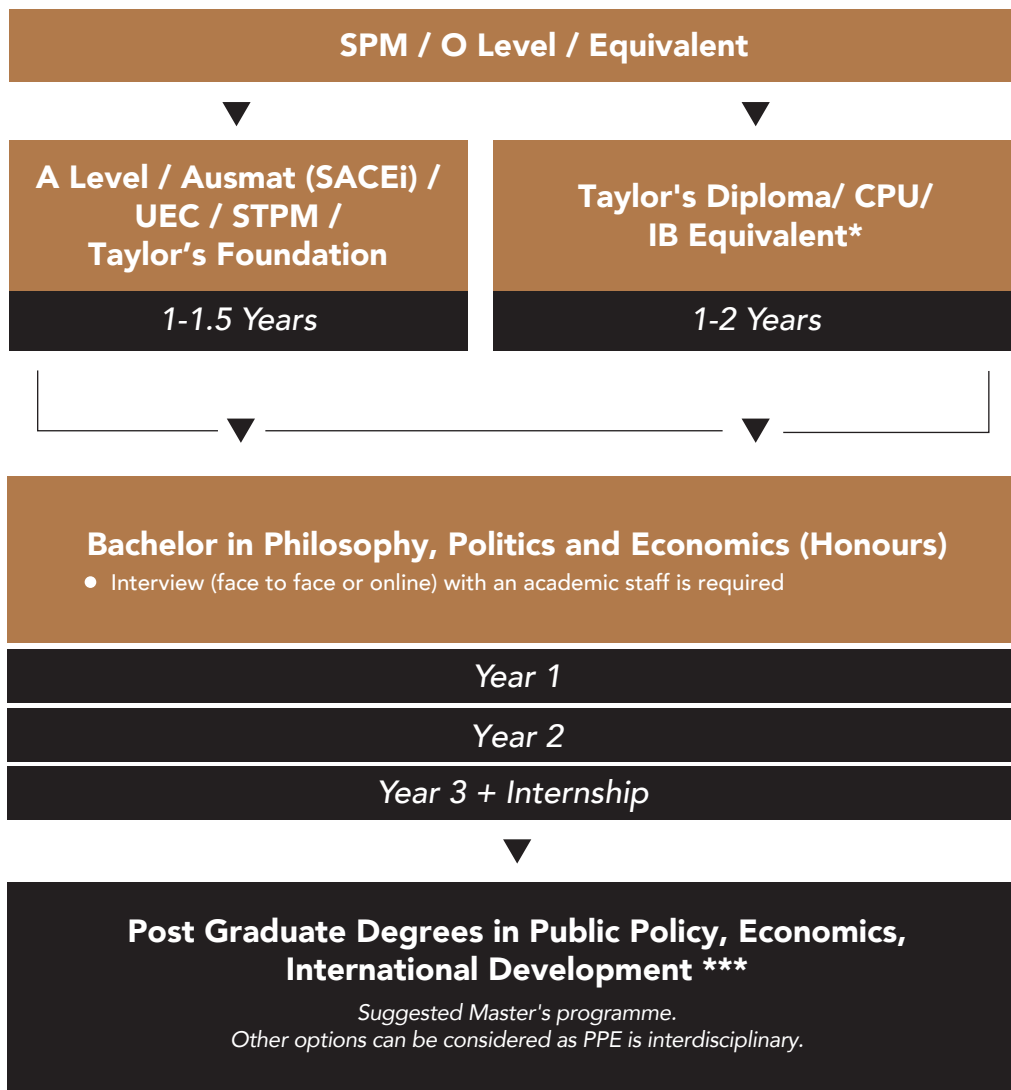 SPM / O Level / Equivalent
A Level / Ausmat (SACEi) /
UEC / STPM /
Taylor’s Foundation
1-1.5 Years
Taylor's Diploma/ CPU/
IB Equivalent*
1-2 Years
Bachelor in Philosophy, Politics and Economics (Honours)
• Interview (face to face or online) with an academic staff is required
Year 1
Year 2
Year 3 + Internship
Post Graduate Degrees in Public Policy, Economics,
International Development ***
Suggested Master's programme.
Other options can be considered as PPE is interdisciplinary.